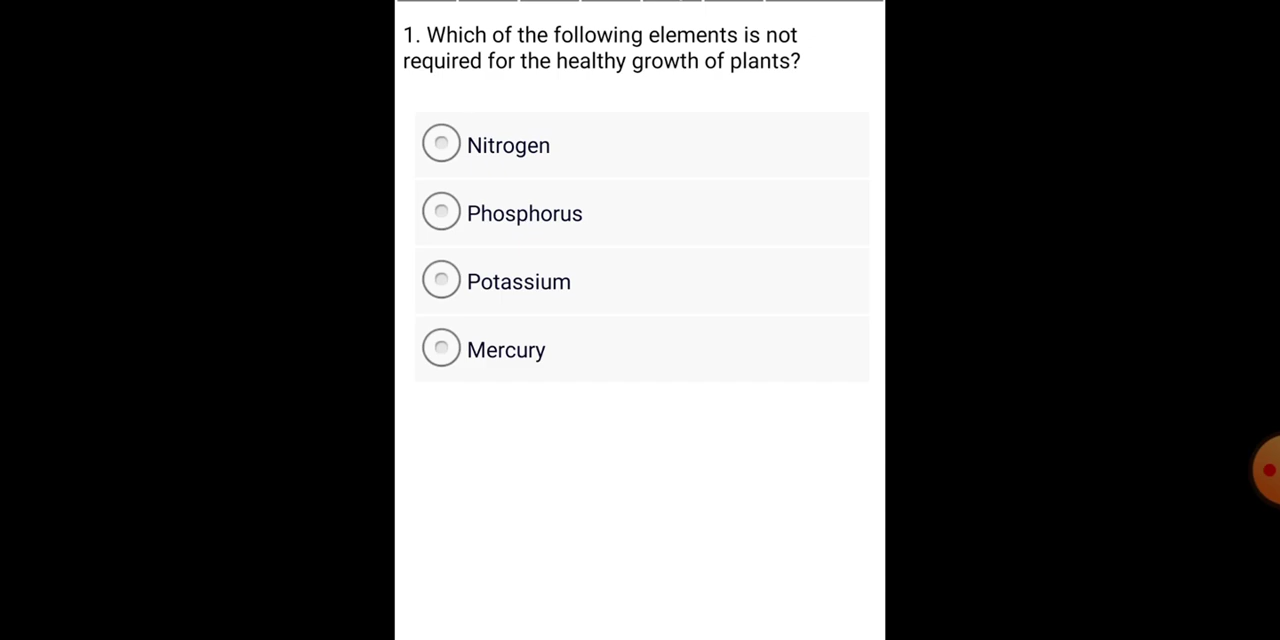 1. Which of the following elements is not
required for the healthy growth of plants?
Nitrogen
Phosphorus
Potassium
Mercury